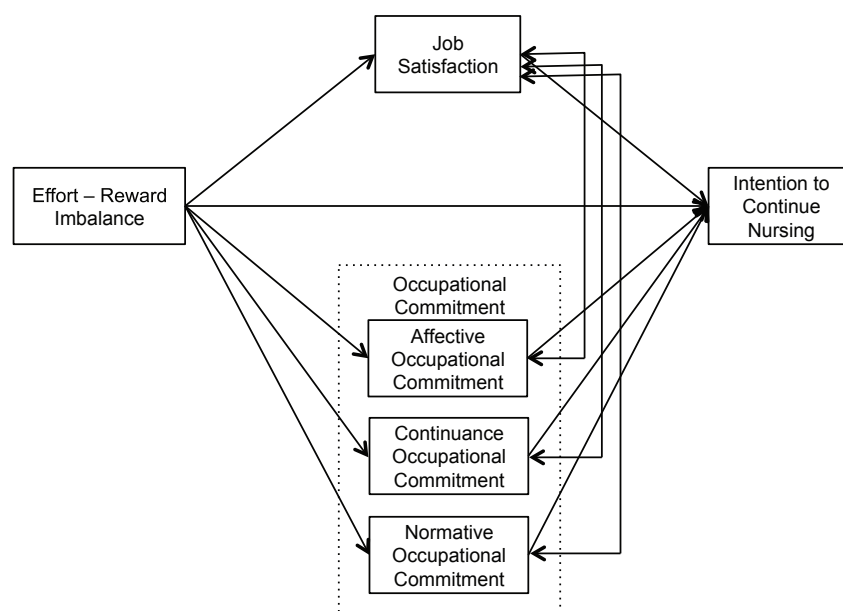 Job
Satisfaction
Effort – Reward
Imbalance
Intention to
Continue
Nursing
Occupational
Commitment
Affective
Occupational
Commitment
Continuance
Occupational
Commitment
Normative
Occupational
Commitment